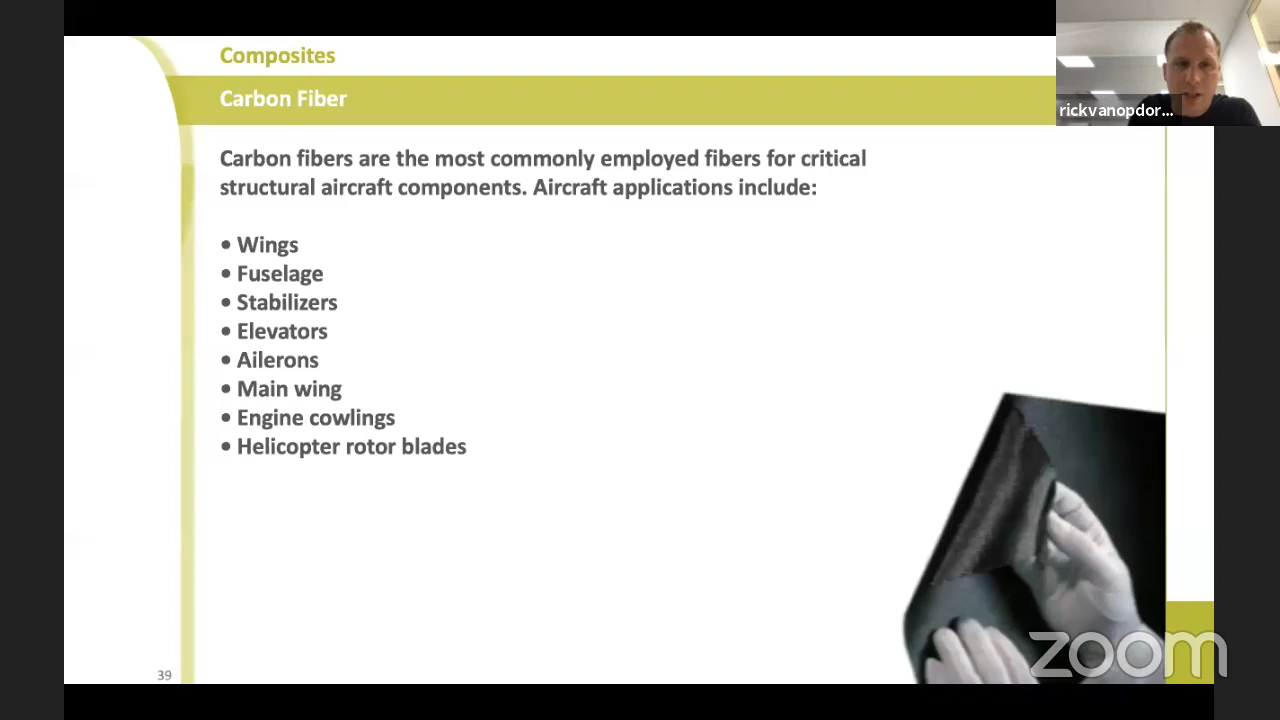 Composites
Carbon Fiber
rickvanopdor...
Carbon fibers are the most commonly employed fibers for critical
structural aircraft components. Aircraft applications include:
• Wings
• Fuselage
• Stabilizers
• Elevators
• Ailerons
• Main wing
• Engine cowlings
• Helicopter rotor blades
39
zoom